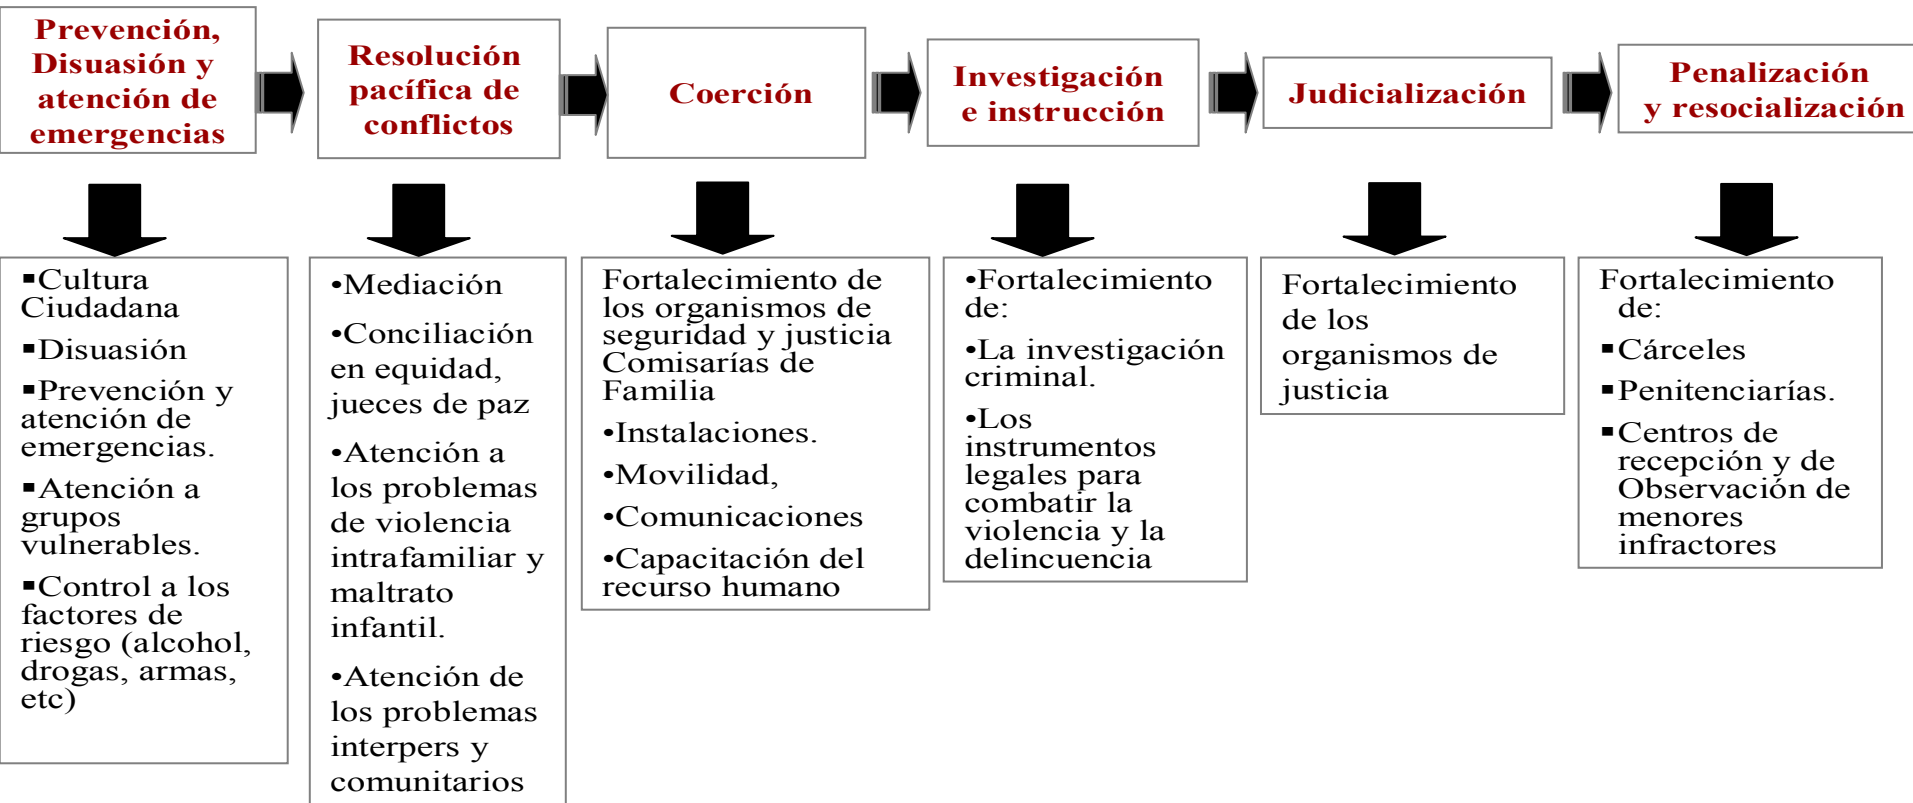 Prevención,
Disuasión y
atención de
emergencias
Resolución
pacífica de
conflictos
Coerción
Investigación
e instrucción
Judicialización
Penalización
y resocialización
▪Cultura
Ciudadana
▪Disuasión
▪Prevención y
atención de
emergencias.
▪Atención a
grupos
vulnerables.
▪Control a los
factores de
riesgo (alcohol,
drogas, armas,
etc)
•Mediación
•Conciliación
en equidad,
jueces de paz
•Atención a
los problemas
de violencia
intrafamiliar y
maltrato
infantil.
•Atención de
los problemas
interpers y
comunitarios
Fortalecimiento de
los organismos de
seguridad y justicia
Comisarías de
Familia
•Instalaciones.
•Movilidad,
•Comunicaciones
•Capacitación del
recurso humano
•Fortalecimiento
de:
•La investigación
criminal.
•Los
instrumentos
legales para
combatir la
violencia y la
delincuencia
Fortalecimiento
de los
organismos de
justicia
Fortalecimiento
de:
▪Cárceles
▪Penitenciarías.
▪Centros de
recepción y de
Observación de
menores
infractores